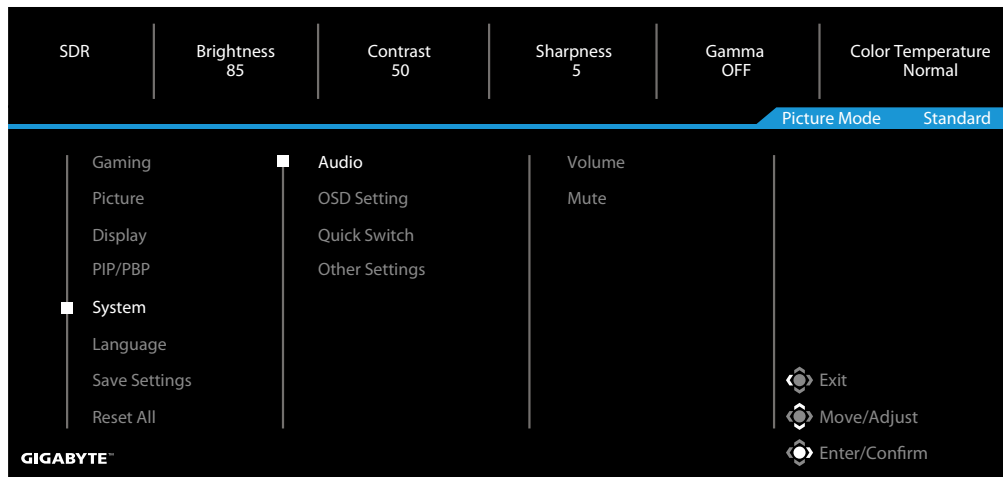 SDR Brightness Contrast Sharpness Gamma Color Temperature
85 50 5 OFF Normal
Picture Mode Standard
Gaming Audio Volume
Picture OSD Setting Mute
Display Quick Switch
PIP/PBP Other Settings
System
Language
Save Settings Exit
Reset All Move/Adjust
GIGABYTE™ Enter/Confirm